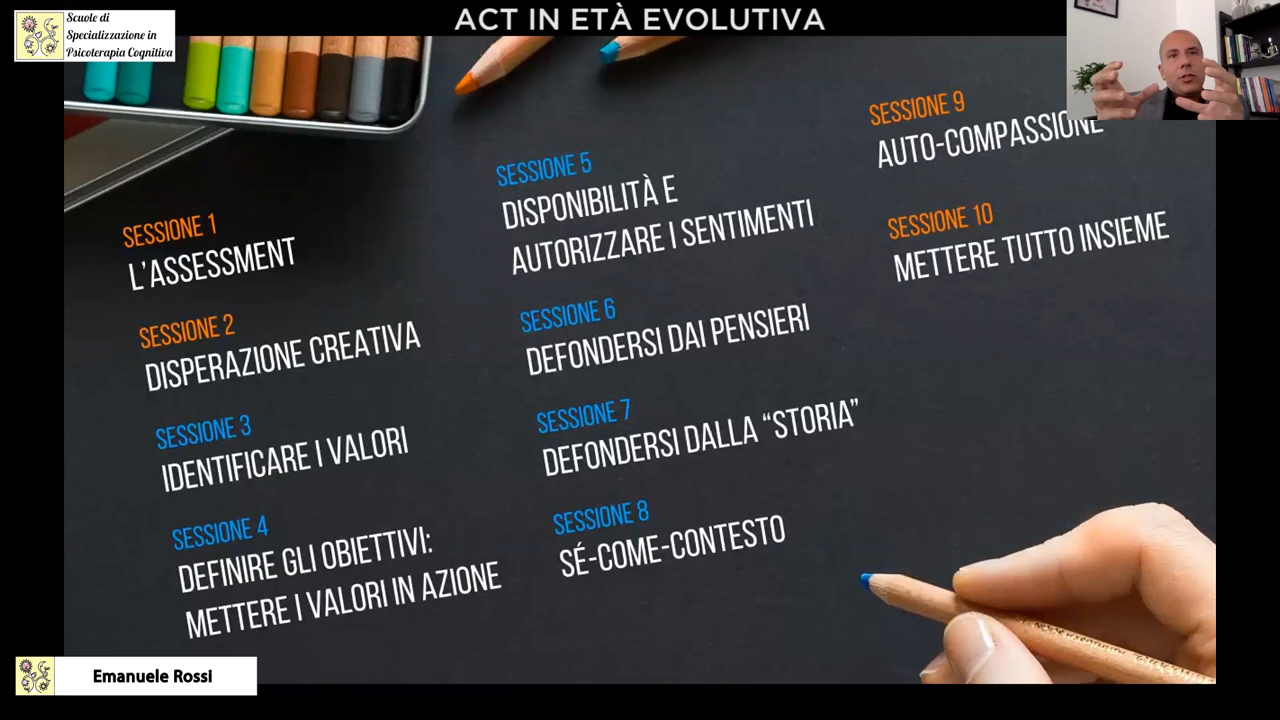 Scuole di
Specializzazione in
Psicoterapia Cognitiva
ACT IN ETÀ EVOLUTIVA
SESSIONE 1
L'ASSESSMENT
SESSIONE 2
DISPERAZIONE CREATIVA
SESSIONE 3
IDENTIFICARE I VALORI
SESSIONE 4
DEFINIRE GLI OBIETTIVI:
METTERE I VALORI IN AZIONE
SESSIONE 5
DISPONIBILITÀ E
AUTORIZZARE I SENTIMENTI
SESSIONE 6
DEFONDERSI DAI PENSIERI
SESSIONE 7
DEFONDERSI DALLA “STORIA”
SESSIONE 8
SÉ-COME-CONTESTO
SESSIONE 9
AUTO-COMPASSIONE
SESSIONE 10
METTERE TUTTO INSIEME
Emanuele Rossi